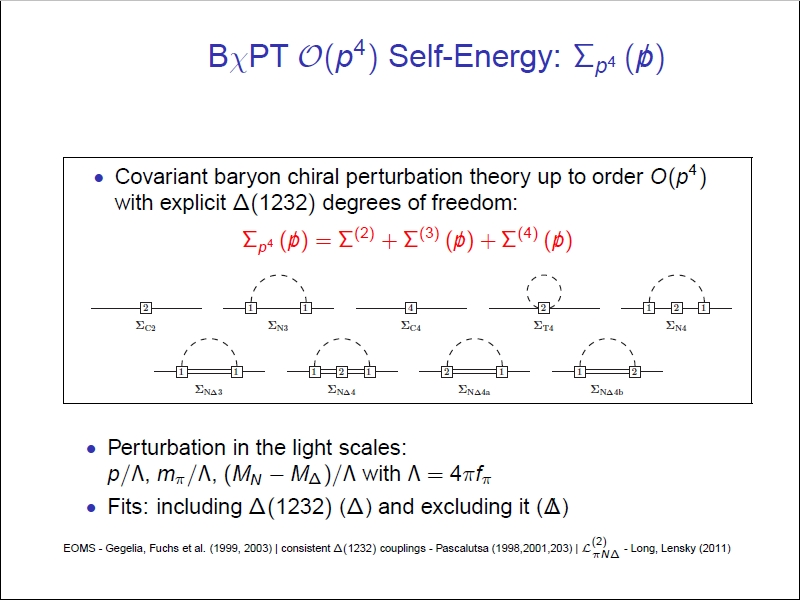 BχPT 𝒪(p⁴) Self-Energy: Σ_{p⁴} (p̸)
• Covariant baryon chiral perturbation theory up to order O(p⁴)
with explicit Δ(1232) degrees of freedom:
Σ_{p⁴} (p̸) = Σ⁽²⁾ + Σ⁽³⁾ (p̸) + Σ⁽⁴⁾ (p̸)
2 1 1 4 2 1 2 1
Σ_{C2} Σ_{N3} Σ_{C4} Σ_{T4} Σ_{N4}
1 1 1 2 1 2 1 1 2
Σ_{NΔ3} Σ_{NΔ4} Σ_{NΔ4a} Σ_{NΔ4b}
• Perturbation in the light scales:
p/Λ, m_π/Λ, (M_N − M_Δ)/Λ with Λ = 4πf_π
• Fits: including Δ(1232) (Δ) and excluding it (Δ̸)
EOMS - Gegelia, Fuchs et al. (1999, 2003) | consistent Δ(1232) couplings - Pascalutsa (1998,2001,203) | ℒ_{πNΔ}^{(2)} - Long, Lensky (2011)